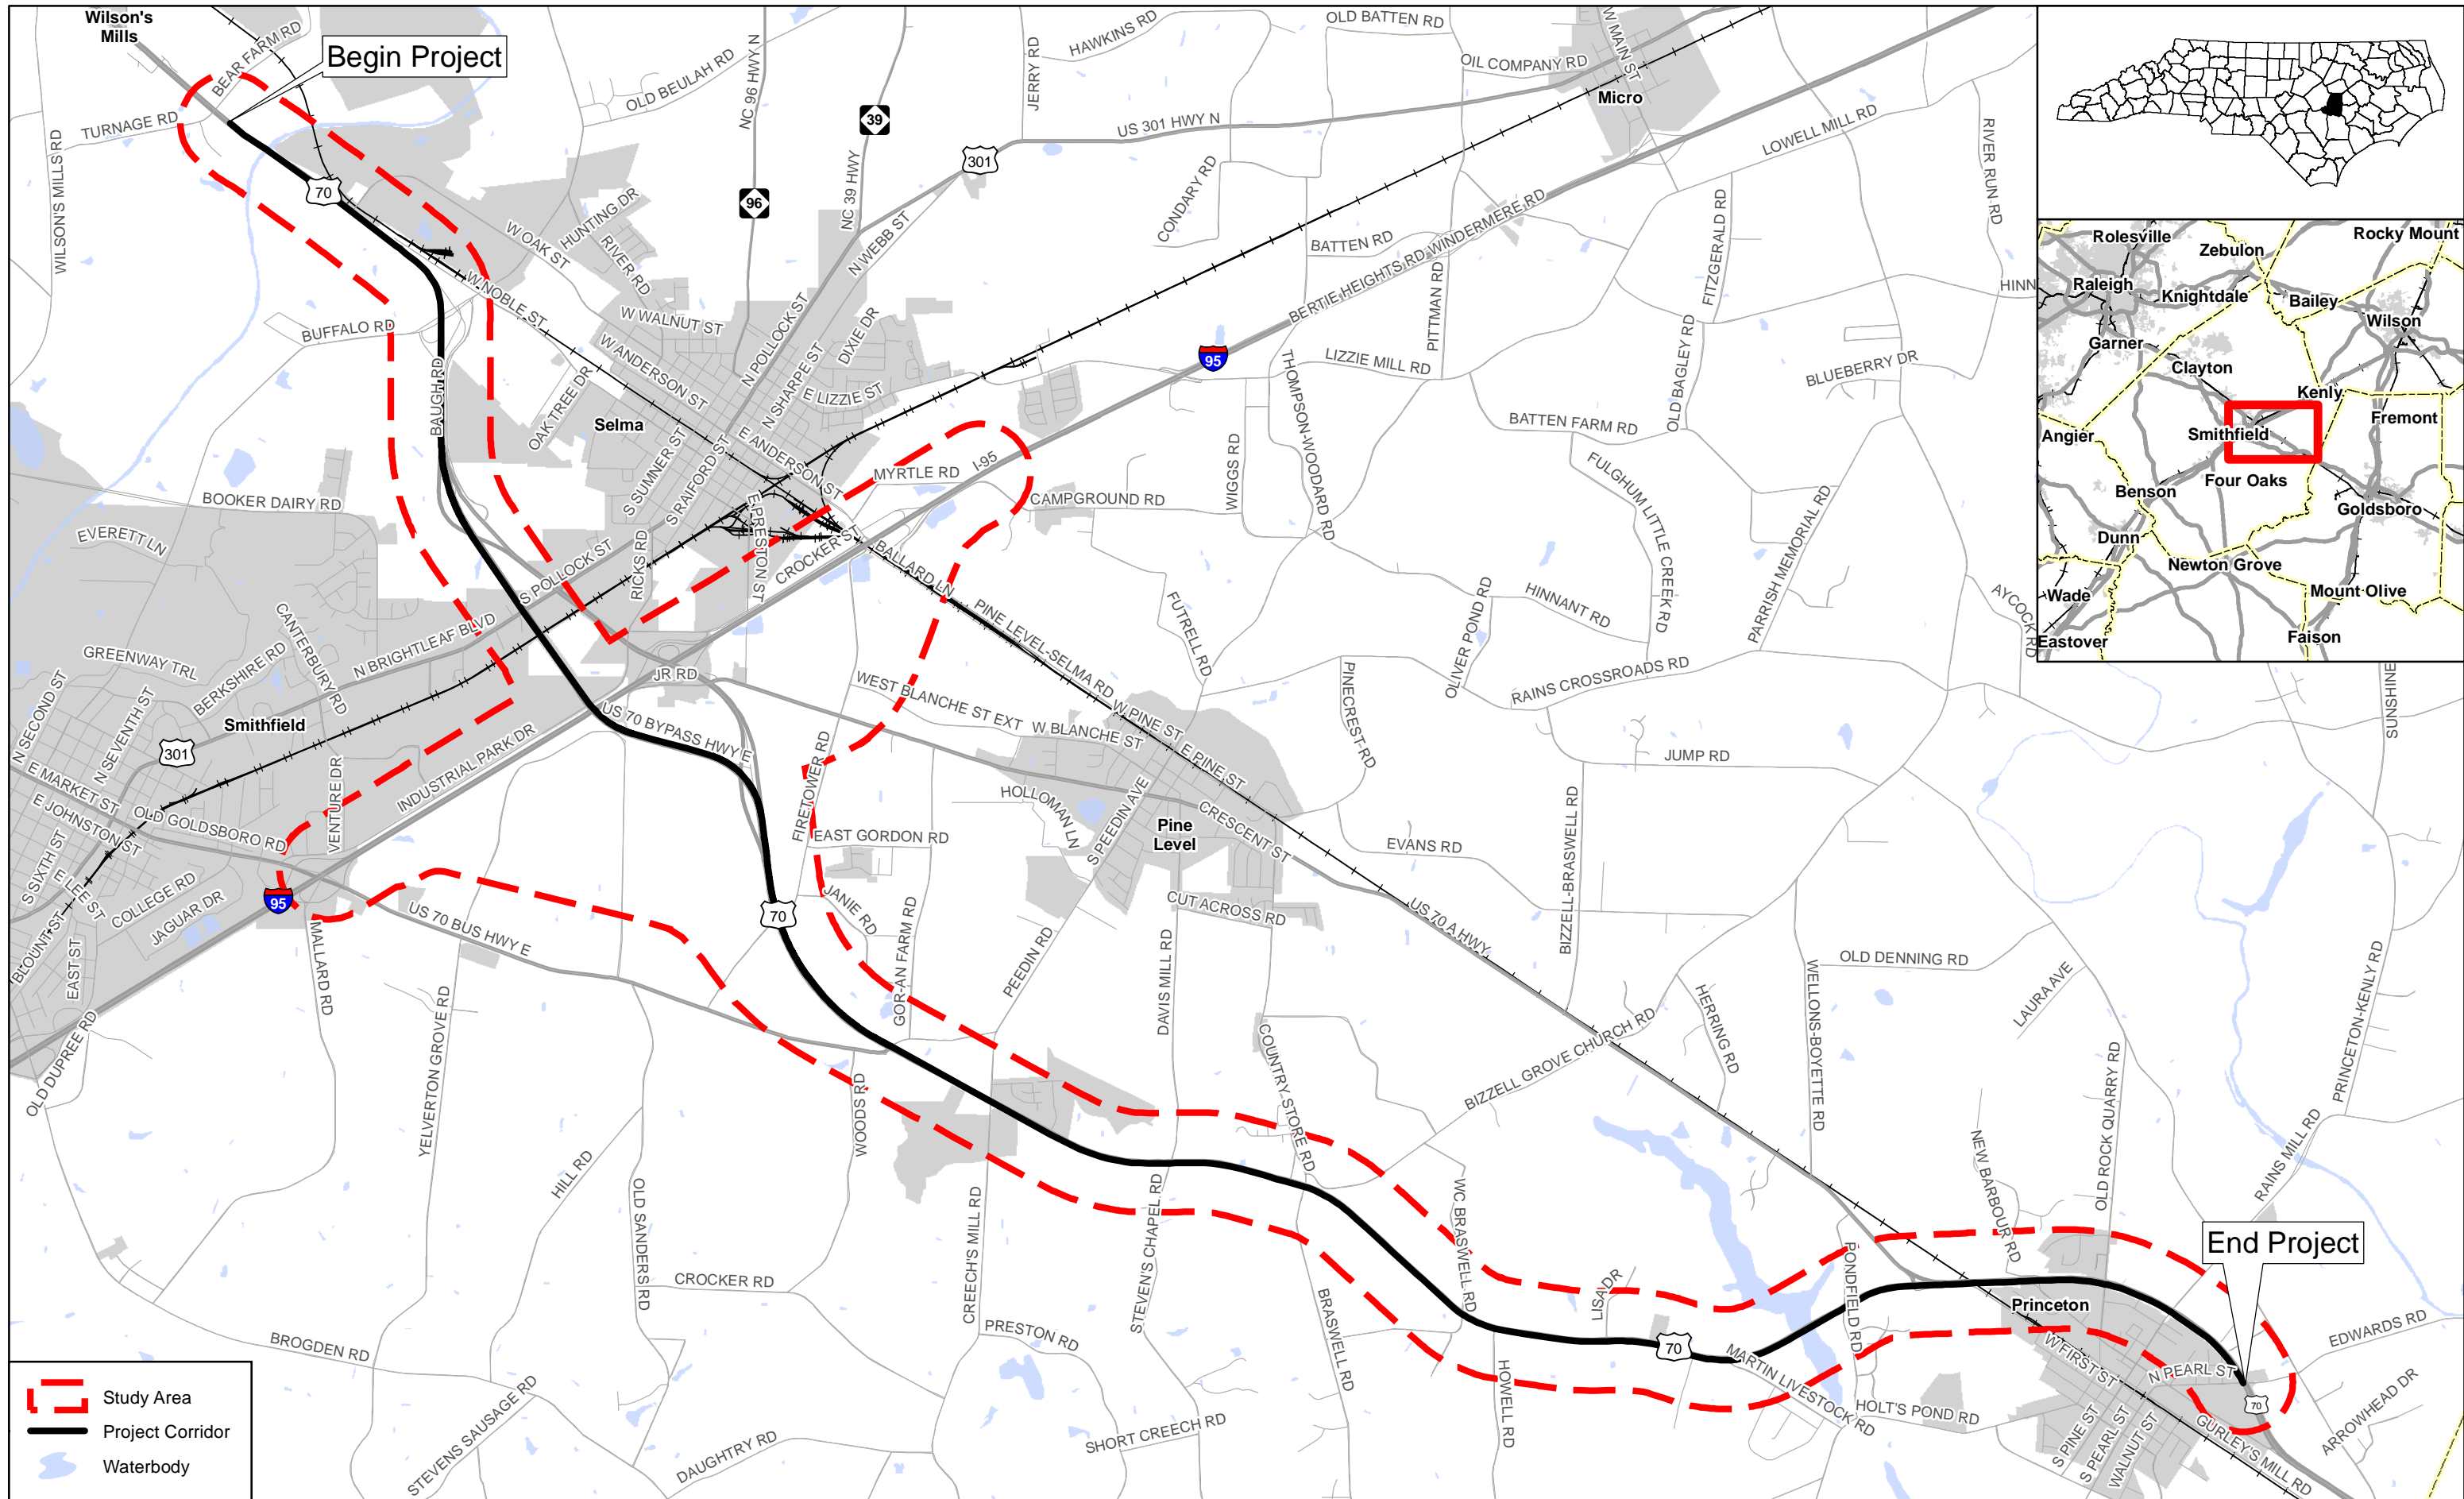 Wilson's
Mills
BEAR FARM RD
Begin Project
TURNAGE RD
WILSON'S MILLS RD
OLD BEULAH RD
NC 96 HWY N
39
NC 39 HWY
96
JERRY RD
HAWKINS RD
OLD BATTEN RD
OIL COMPANY RD
W MAIN ST
Micro
US 301 HWY N
301
CONDARY RD
LOWELL MILL RD
RIVER RUN RD
70
W OAK ST
HUNTING DR
RIVER RD
N WEBB ST
BATTEN RD
BERTIE HEIGHTS RD
WINDERMERE RD
PITTMAN RD
FITZGERALD RD
HINN
W NOBLE ST
W WALNUT ST
N POLLOCK ST
DIXIE DR
N SHARPE ST
BUFFALO RD
BAUGH RD
W ANDERSON ST
E LIZZIE ST
OAK TREE DR
Selma
95
LIZZIE MILL RD
THOMPSON-WOODARD RD
OLD BAGLEY RD
BLUEBERRY DR
BATTEN FARM RD
S SUMNER ST
S RAIFORD ST
E ANDERSON ST
MYRTLE RD
I-95
CAMPGROUND RD
WIGGS RD
FULGHUM LITTLE CREEK RD
PARRISH MEMORIAL RD
BOOKER DAIRY RD
EVERETT LN
E PRESTON ST
CROCKER ST
BALLARD LN
RICKS RD
S POLLOCK ST
PINE LEVEL-SELMA RD
FUTRELL RD
OLIVER POND RD
HINNANT RD
AYCOCK RD
CANTERBURY RD
N BRIGHTLEAF BLVD
GREENWAY TRL
BERKSHIRE RD
JR RD
WEST BLANCHE ST EXT
W BLANCHE ST
W PINE ST
E PINE ST
PINECREST RD
RAINS CROSSROADS RD
SUNSHINE
N SECOND ST
N SEVENTH ST
Smithfield
301
US 70 BYPASS HWY E
FIRETOWER RD
JUMP RD
E MARKET ST
E JOHNSTON ST
OLD GOLDSBORO RD
VENTURE DR
INDUSTRIAL PARK DR
HOLLOMAN LN
S PEEDIN AVE
Pine
Level
CRESCENT ST
EVANS RD
BIZZELL-BRASWELL RD
EAST GORDON RD
S SIXTH ST
E LEE ST
COLLEGE RD
JAGUAR DR
95
US 70 BUS HWY E
MALLARD RD
70
JANIE RD
GOR-AN FARM RD
PEEDIN RD
CUT ACROSS RD
DAVIS MILL RD
US 70 A HWY
BLOUNT ST
EAST ST
OLD DUPREE RD
YELVERTON GROVE RD
WOODS RD
COUNTRY STORE RD
BIZZELL GROVE CHURCH RD
HERRING RD
WELLONS-BOYETTE RD
OLD DENNING RD
LAURA AVE
PRINCETON-KENLY RD
OLD ROCK QUARRY RD
RAINS MILL RD
NEW BARBOUR RD
HILL RD
OLD SANDERS RD
CROCKER RD
CREECH'S MILL RD
STEVEN'S CHAPEL RD
WC BRASWELL RD
BRASWELL RD
LISA DR
PONDFIELD RD
End Project
Princeton
70
EDWARDS RD
BROGDEN RD
PRESTON RD
HOWELL RD
MARTIN LIVESTOCK RD
HOLT'S POND RD
W FIRST ST
N PEARL ST
70
ARROWHEAD DR
STEVENS SAUSAGE RD
DAUGHTRY RD
SHORT CREECH RD
S PINE ST
S PEARL ST
WALNUT ST
GURLEY'S MILL RD
Study Area
Project Corridor
Waterbody
Rolesville
Zebulon
Rocky Mount
Raleigh
Knightdale
Bailey
Wilson
Garner
Clayton
Kenly
Fremont
Angier
Smithfield
Four Oaks
Benson
Goldsboro
Dunn
Newton Grove
Mount Olive
Wade
Eastover
Faison